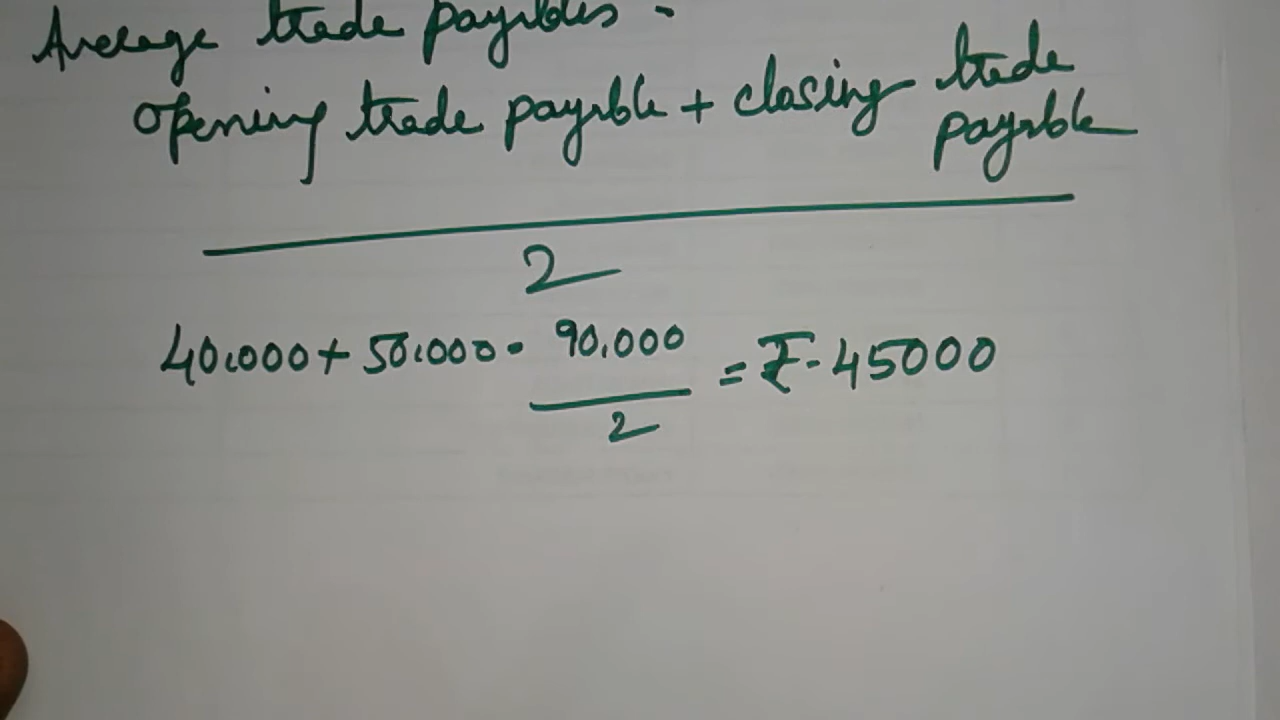 Average trade payables =
opening trade payable + closing trade payable
2
40,000 + 50,000 = 90,000 / 2 = ₹. 45000